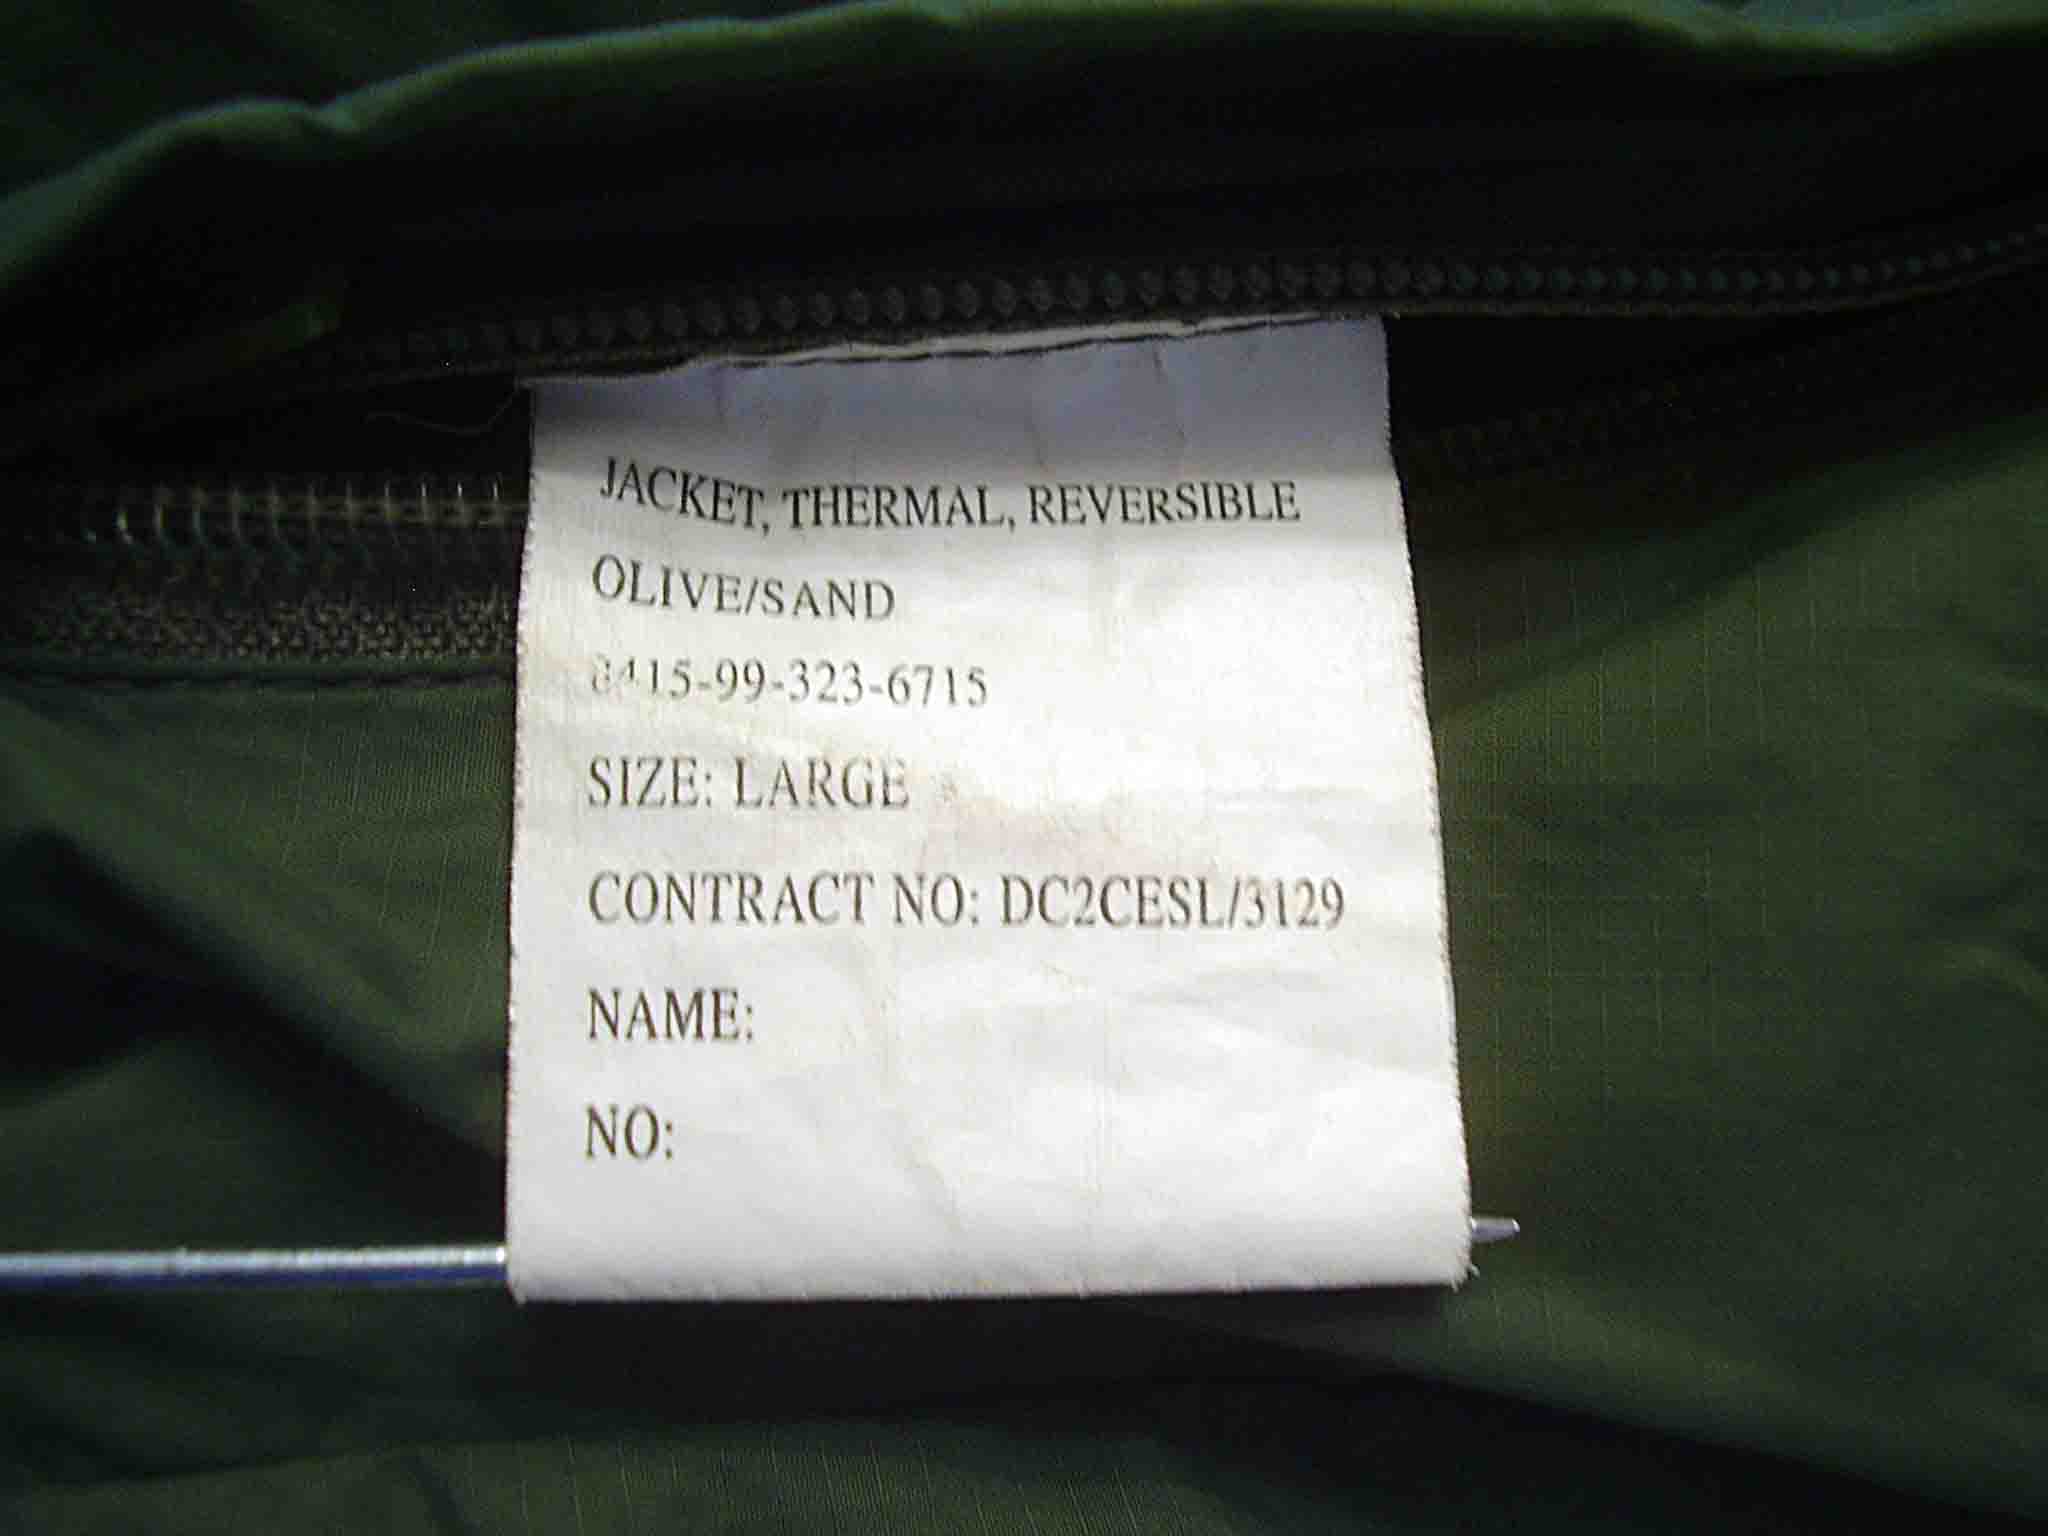 JACKET, THERMAL, REVERSIBLE
OLIVE/SAND
8415-99-323-6715
SIZE: LARGE
CONTRACT NO: DC2CESL/3129
NAME:
NO: